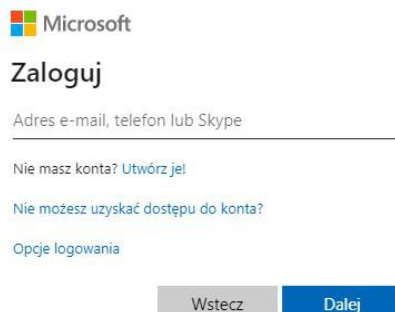 Microsoft
Zaloguj
Adres e-mail, telefon lub Skype
Nie masz konta? Utwórz je!
Nie możesz uzyskać dostępu do konta?
Opcje logowania
Wstecz Dalej